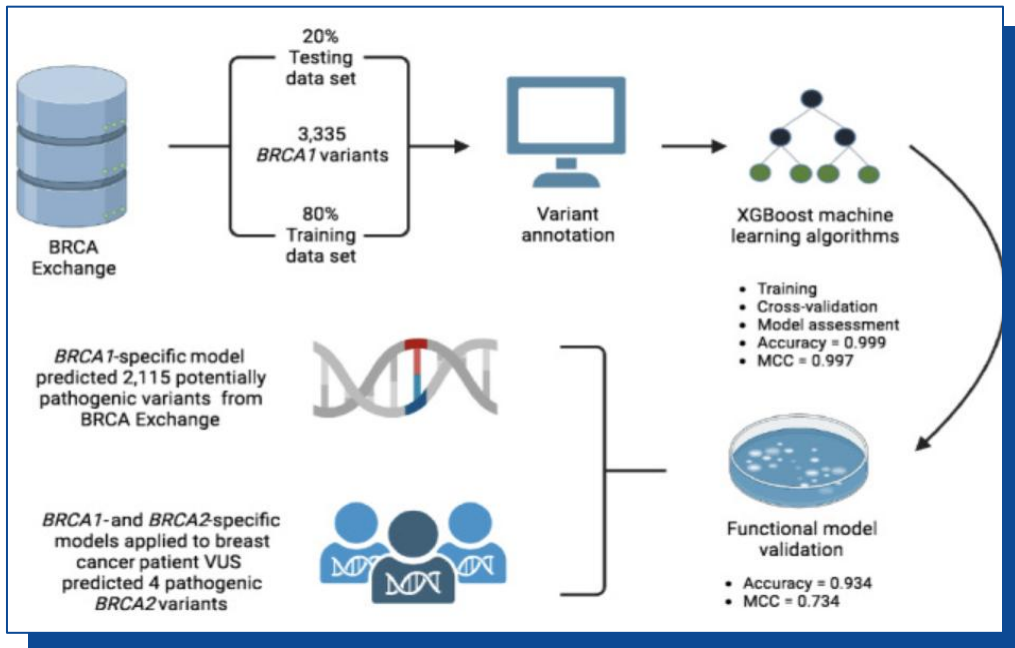 20%
Testing
data set
3,335
BRCA1 variants
80%
Training
data set
BRCA
Exchange
Variant
annotation
XGBoost machine
learning algorithms
• Training
• Cross-validation
• Model assessment
• Accuracy = 0.999
• MCC = 0.997
Functional model
validation
• Accuracy = 0.934
• MCC = 0.734
BRCA1-specific model
predicted 2,115 potentially
pathogenic variants from
BRCA Exchange
BRCA1- and BRCA2-specific
models applied to breast
cancer patient VUS
predicted 4 pathogenic
BRCA2 variants